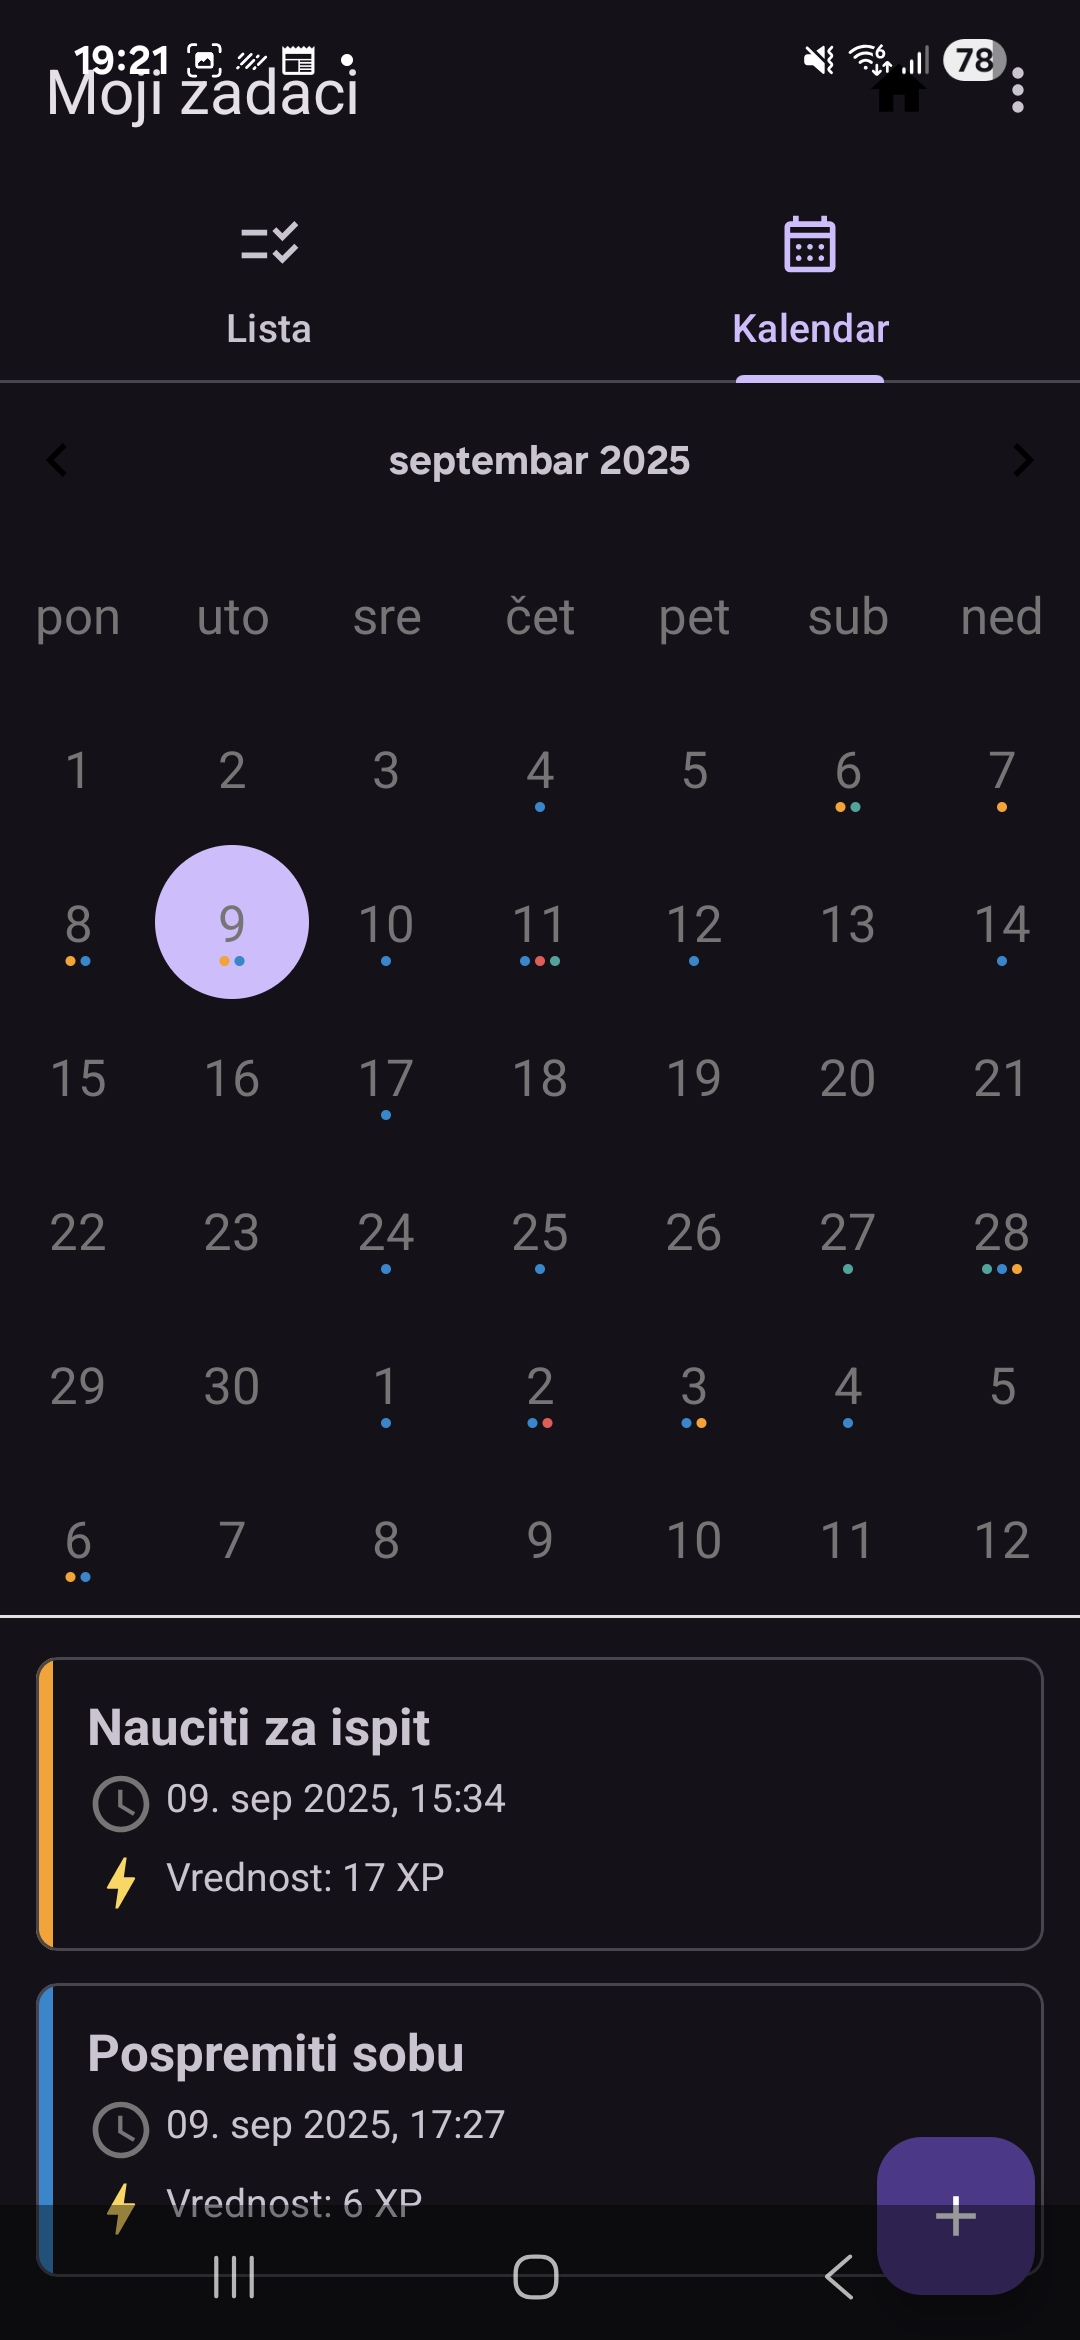 19:21
6
78
Moji zadaci
Lista
Kalendar
septembar 2025
pon uto sre čet pet sub ned
1 2 3 4 5 6 7
8 9 10 11 12 13 14
15 16 17 18 19 20 21
22 23 24 25 26 27 28
29 30 1 2 3 4 5
6 7 8 9 10 11 12
Nauciti za ispit
09. sep 2025, 15:34
Vrednost: 17 XP
Pospremiti sobu
09. sep 2025, 17:27
Vrednost: 6 XP